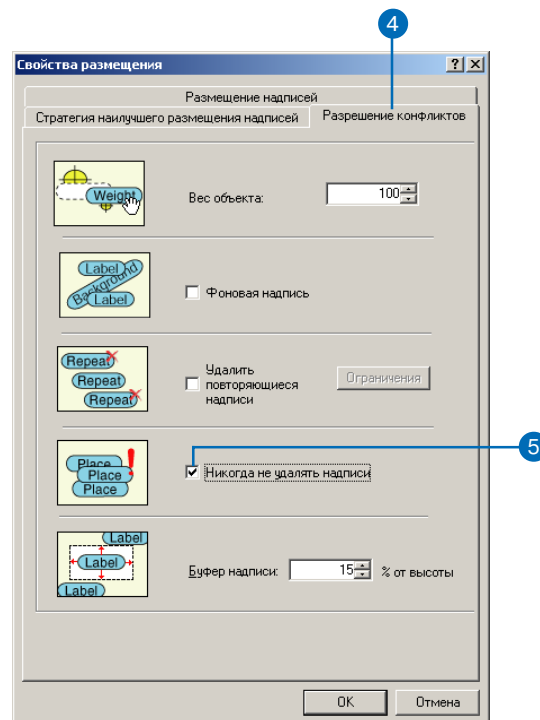 4
Свойства размещения
Размещение надписей
Стратегия наилучшего размещения надписей
Разрешение конфликтов
Weight
Вес объекта:
100
Label
Background
Label
Фоновая надпись
Repeat
Repeat
Repeat
Удалить
повторяющиеся
надписи
Ограничения
Place
Place
Place
Никогда не удалять надписи
5
Label
Label
Label
Буфер надписи:
15
% от высоты
OK
Отмена